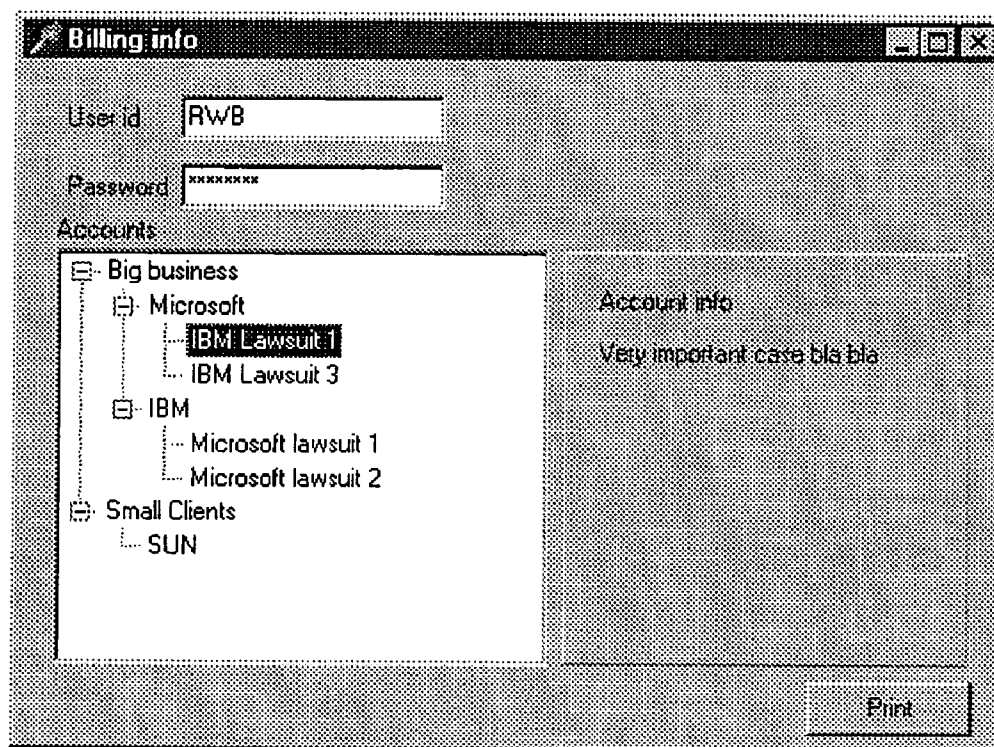 Billing info
User id RWB
Password ********
Accounts
Big business
Microsoft
IBM Lawsuit 1
IBM Lawsuit 3
IBM
Microsoft lawsuit 1
Microsoft lawsuit 2
Small Clients
SUN
Account info
Very important case bla bla
Print